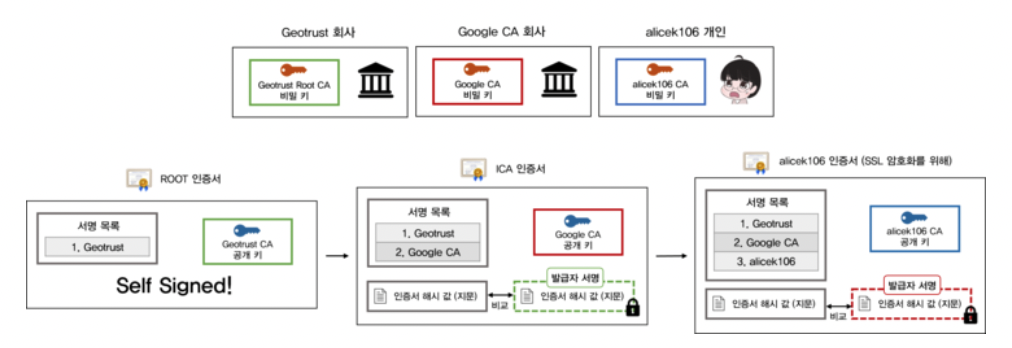 Geotrust 회사
Google CA 회사
alicek106 개인
Geotrust Root CA
비밀 키
Google CA
비밀 키
alicek106 CA
비밀 키
ROOT 인증서
서명 목록
1, Geotrust
Geotrust CA
공개 키
Self Signed!
ICA 인증서
서명 목록
1, Geotrust
2, Google CA
Google CA
공개 키
발급자 서명
인증서 해시 값 (지문)
비교
인증서 해시 값 (지문)
alicek106 인증서 (SSL 암호화를 위해)
서명 목록
1, Geotrust
2, Google CA
3, alicek106
alicek106 CA
공개 키
발급자 서명
인증서 해시 값 (지문)
비교
인증서 해시 값 (지문)